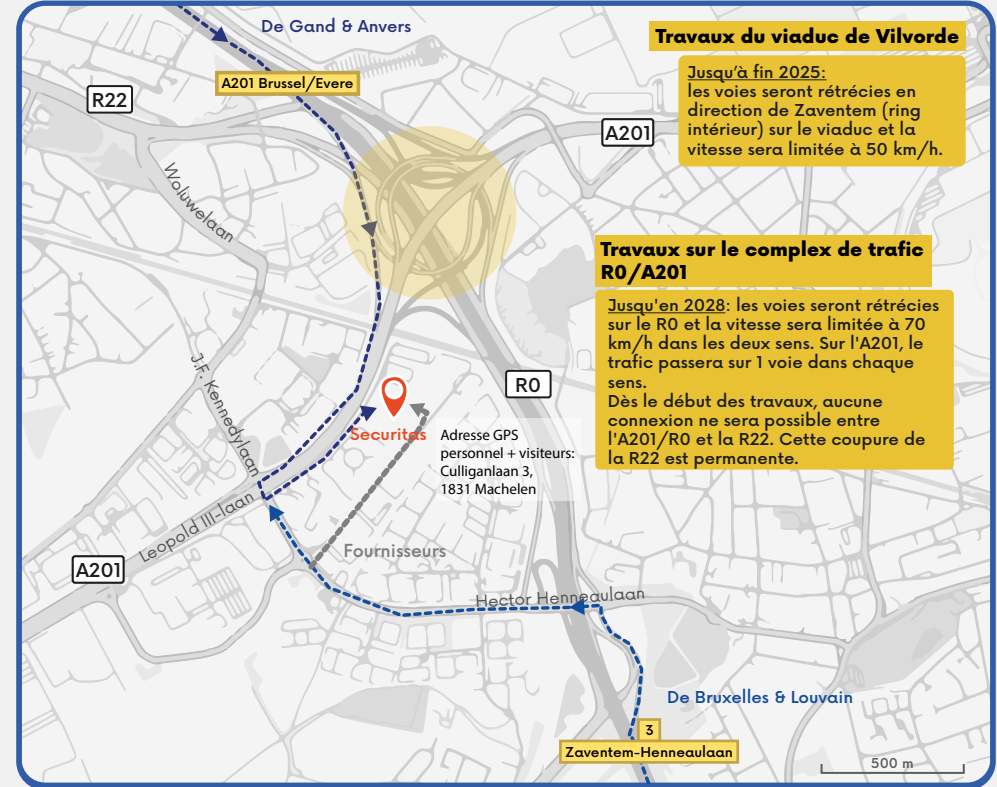 De Gand & Anvers
A201 Brussel/Evere
R22
Woluwelaan
A201
Travaux du viaduc de Vilvorde
Jusqu'à fin 2025:
les voies seront rétrécies en
direction de Zaventem (ring
intérieur) sur le viaduc et la
vitesse sera limitée à 50 km/h.
Travaux sur le complex de trafic
R0/A201
Jusqu'en 2028: les voies seront rétrécies
sur le R0 et la vitesse sera limitée à 70
km/h dans les deux sens. Sur l'A201, le
trafic passera sur 1 voie dans chaque
sens.
Dès le début des travaux, aucune
connexion ne sera possible entre
l'A201/R0 et la R22. Cette coupure de
la R22 est permanente.
J.F. Kennedylaan
R0
Securitas
Adresse GPS
personnel + visiteurs:
Culliganlaan 3,
1831 Machelen
Leopold III-laan
A201
Fournisseurs
Hector Henneaulaan
De Bruxelles & Louvain
3
Zaventem-Henneaulaan
500 m